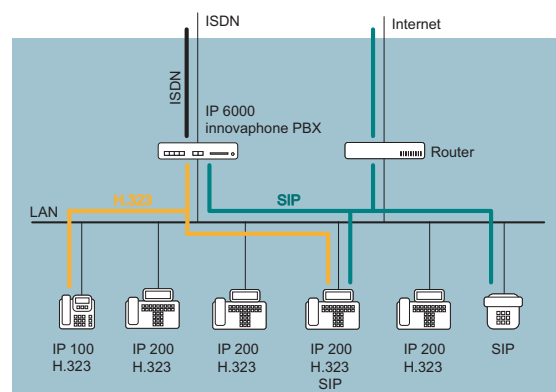 ISDN
Internet
ISDN
IP 6000
innovaphone PBX
Router
H.323
SIP
LAN
IP 100
H.323
IP 200
H.323
IP 200
H.323
IP 200
H.323
SIP
IP 200
H.323
SIP